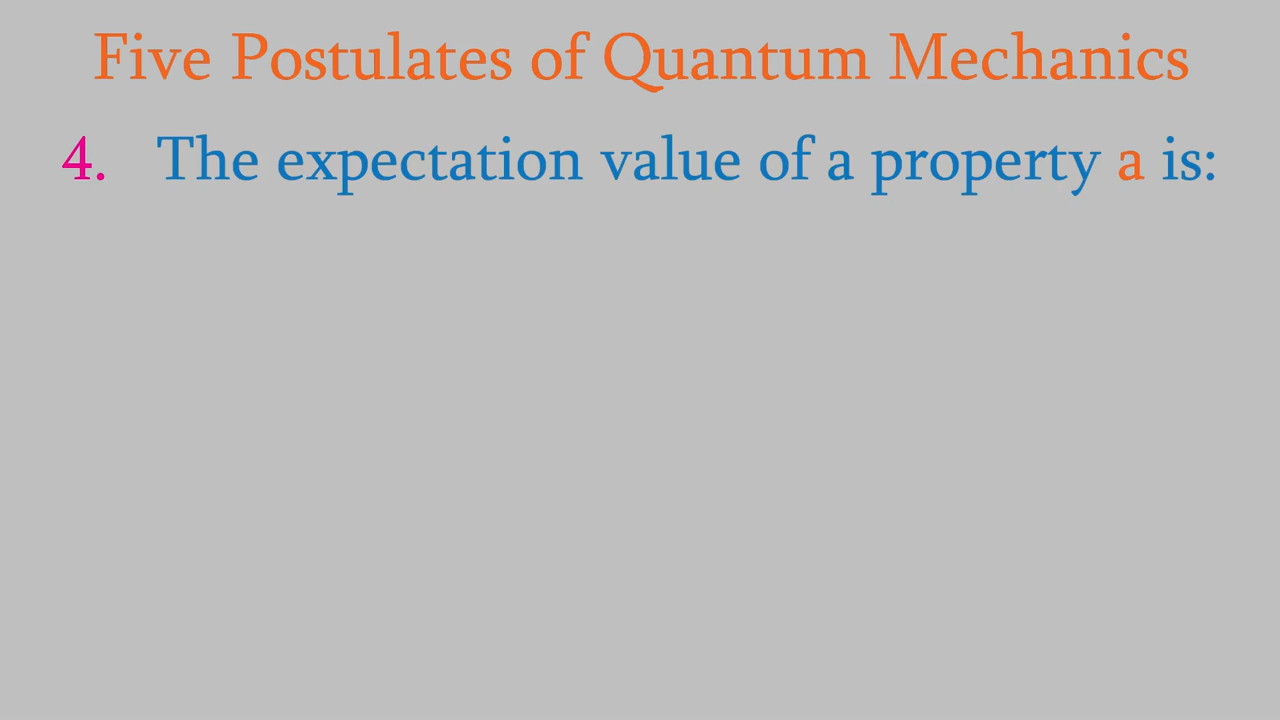 Five Postulates of Quantum Mechanics
4. The expectation value of a property a is: